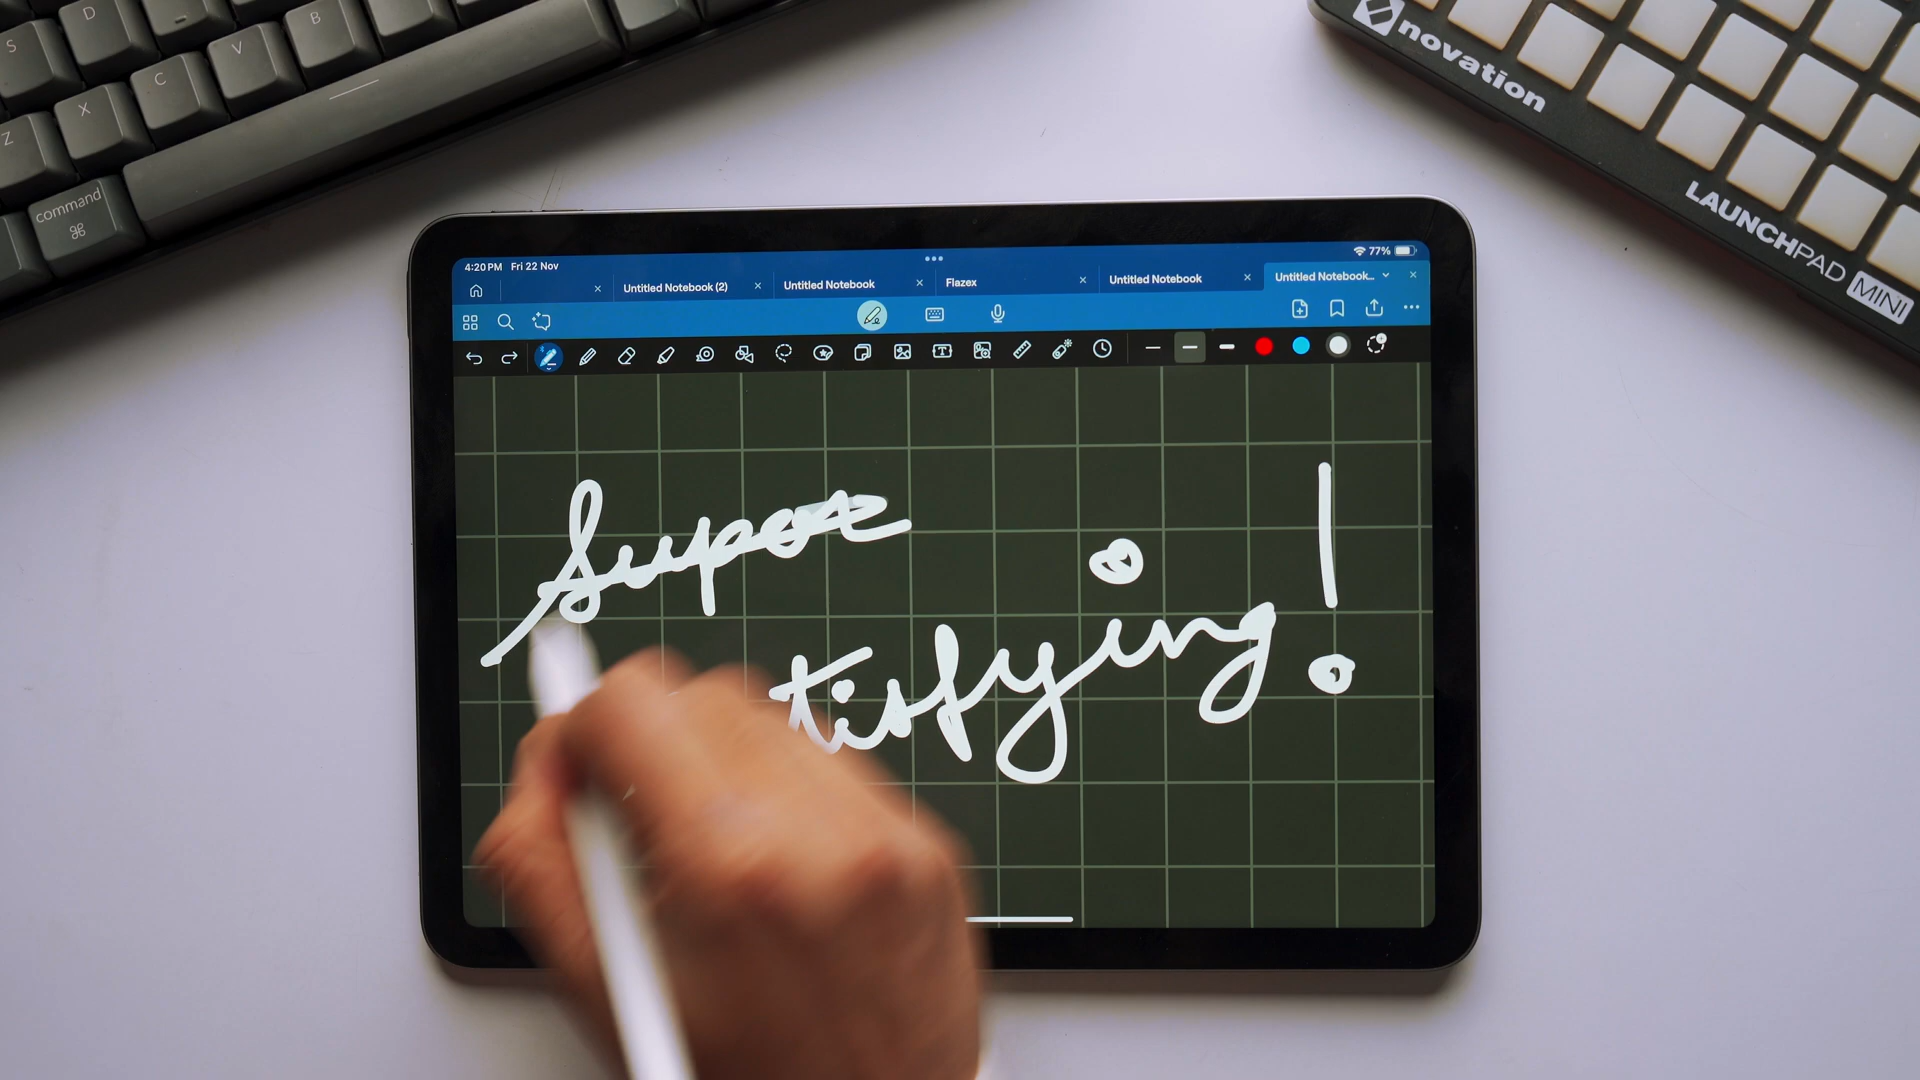 S
D
Z
X
C
V
B
command
⌘
novation
LAUNCHPAD MINI
4:20 PM Fri 22 Nov
77%
Untitled Notebook (2)
Untitled Notebook
Flazex
Untitled Notebook
Untitled Notebook...
Super
tisfying!